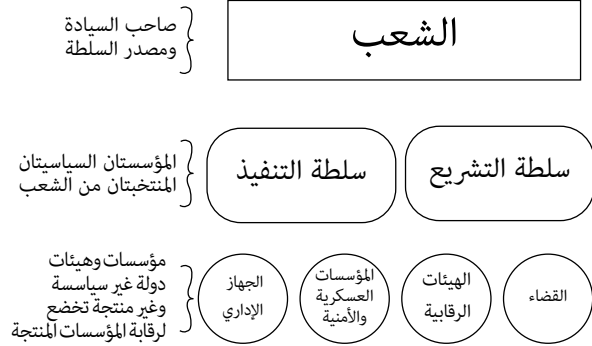 الشعب
صاحب السيادة
ومصدر السلطة
سلطة التشريع
سلطة التنفيذ
المؤسستان السياسيتان
المنتخبتان من الشعب
القضاء
الهيئات
الرقابية
المؤسسات
العسكرية
والأمنية
الجهاز
الإداري
مؤسسات وهيئات
دولة غير سياسسة
وغير منتجة تخضع
لرقابة المؤسسات المنتجة